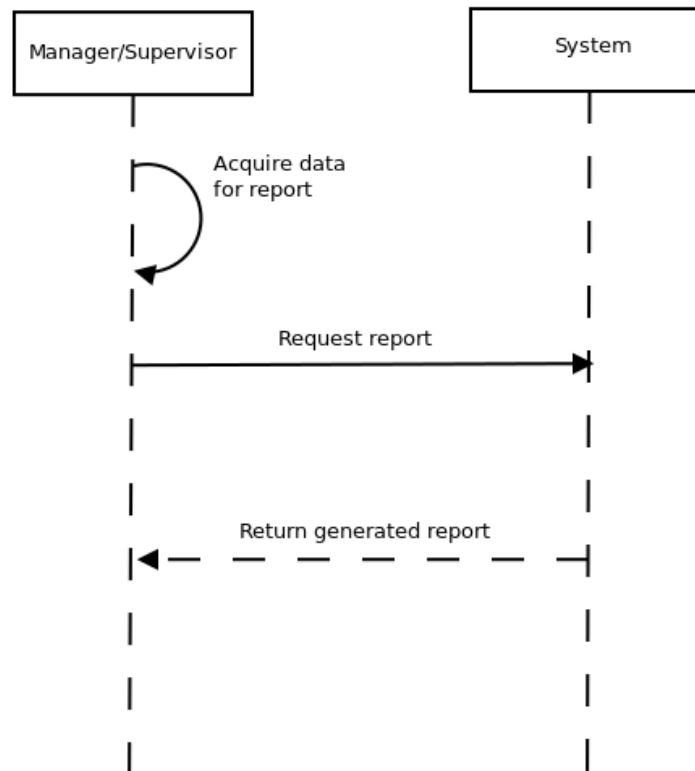 Manager/Supervisor
System
Acquire data
for report
Request report
Return generated report